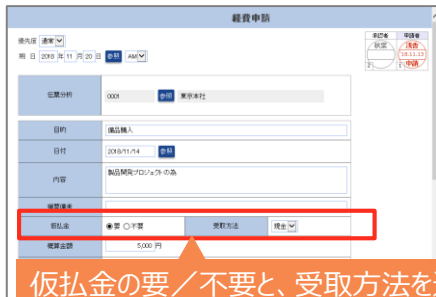 経費申請
優先度 通常
期 日 2018 年 11 月 20 日 参照 AM
承認者 申請者
秋葉 浅香
'18.11.13
申請
伝票分析 0001 参照 東京本社
目的 備品購入
日付 2018/11/14 参照
内容 製品開発プロジェクトの為
仮払金 ●要 ○不要 受取方法 現金
概算金額 5,000 円
仮払金の要／不要と、受取方法を